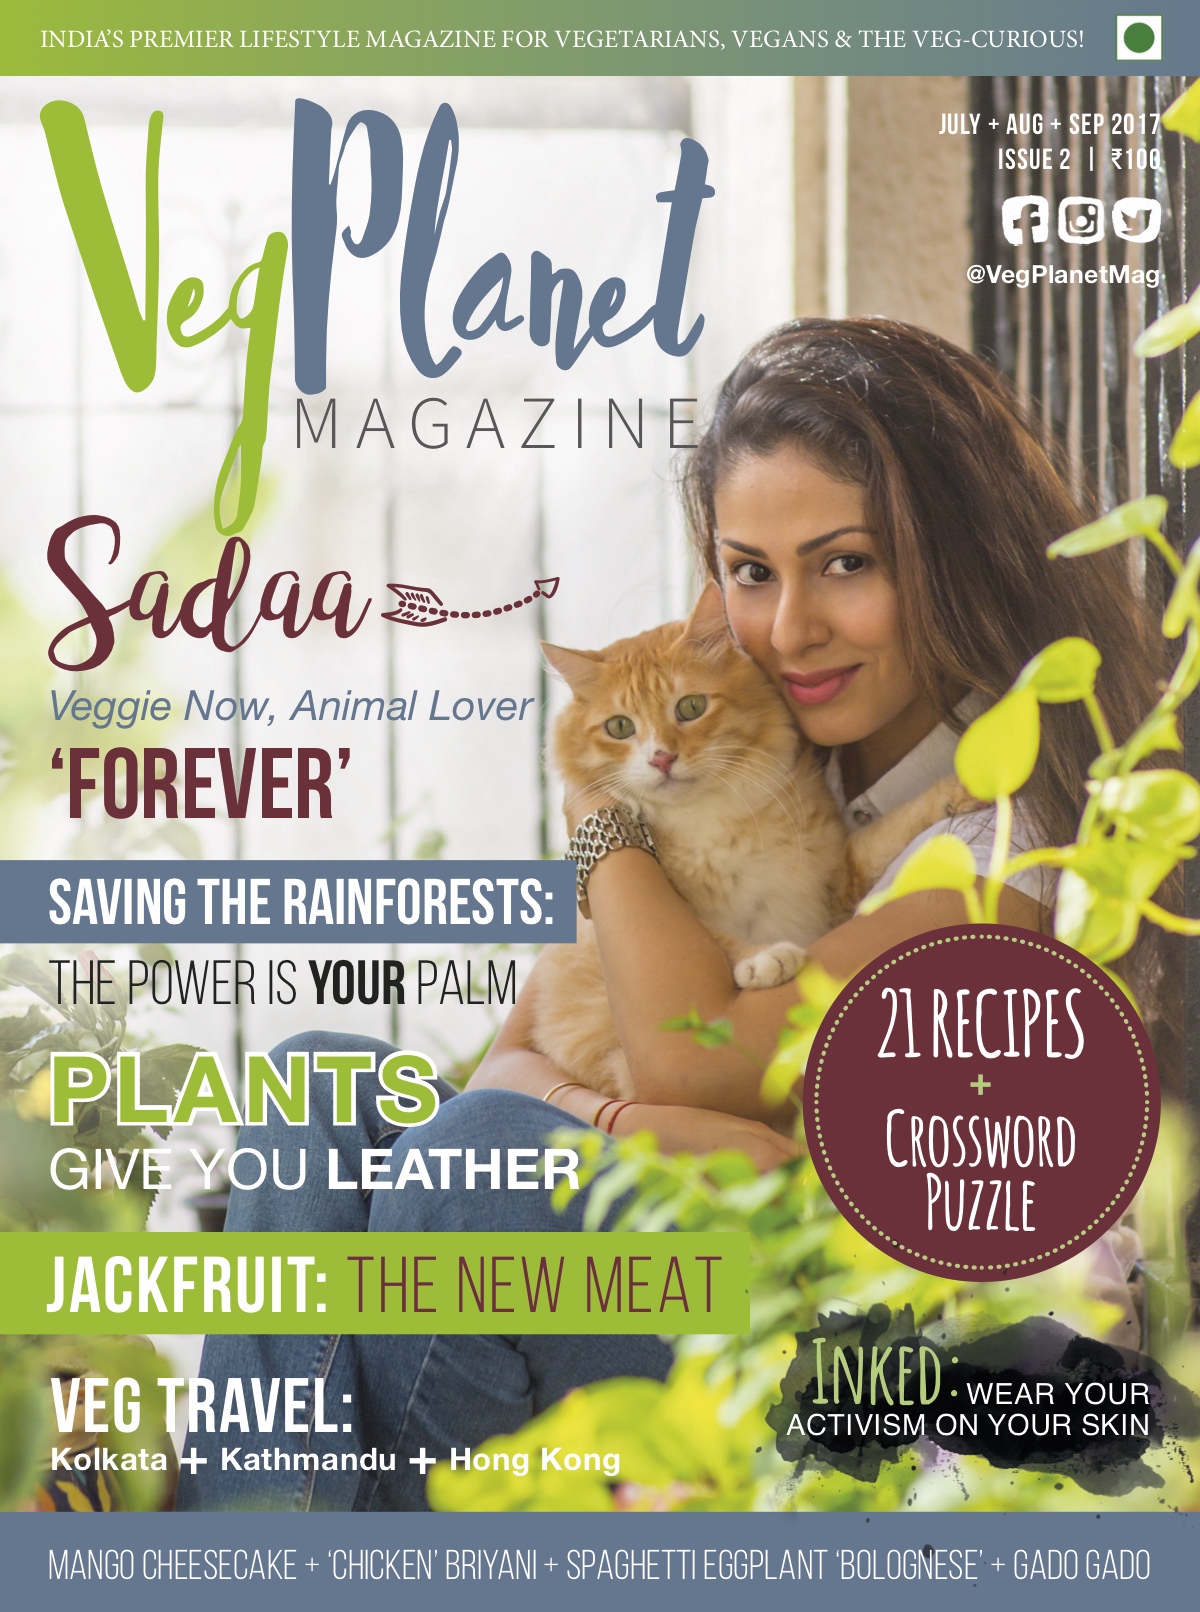 INDIA'S PREMIER LIFESTYLE MAGAZINE FOR VEGETARIANS, VEGANS & THE VEG-CURIOUS!
VegPlanet
MAGAZINE
JULY + AUG + SEP 2017
ISSUE 2 | ₹100
@VegPlanetMag
Sadaa
Veggie Now, Animal Lover
'FOREVER'
SAVING THE RAINFORESTS:
THE POWER IS YOUR PALM
PLANTS
GIVE YOU LEATHER
JACKFRUIT: THE NEW MEAT
VEG TRAVEL:
Kolkata + Kathmandu + Hong Kong
21 RECIPES
+
CROSSWORD
PUZZLE
INKED: WEAR YOUR
ACTIVISM ON YOUR SKIN
MANGO CHEESECAKE + 'CHICKEN' BRIYANI + SPAGHETTI EGGPLANT 'BOLOGNESE' + GADO GADO